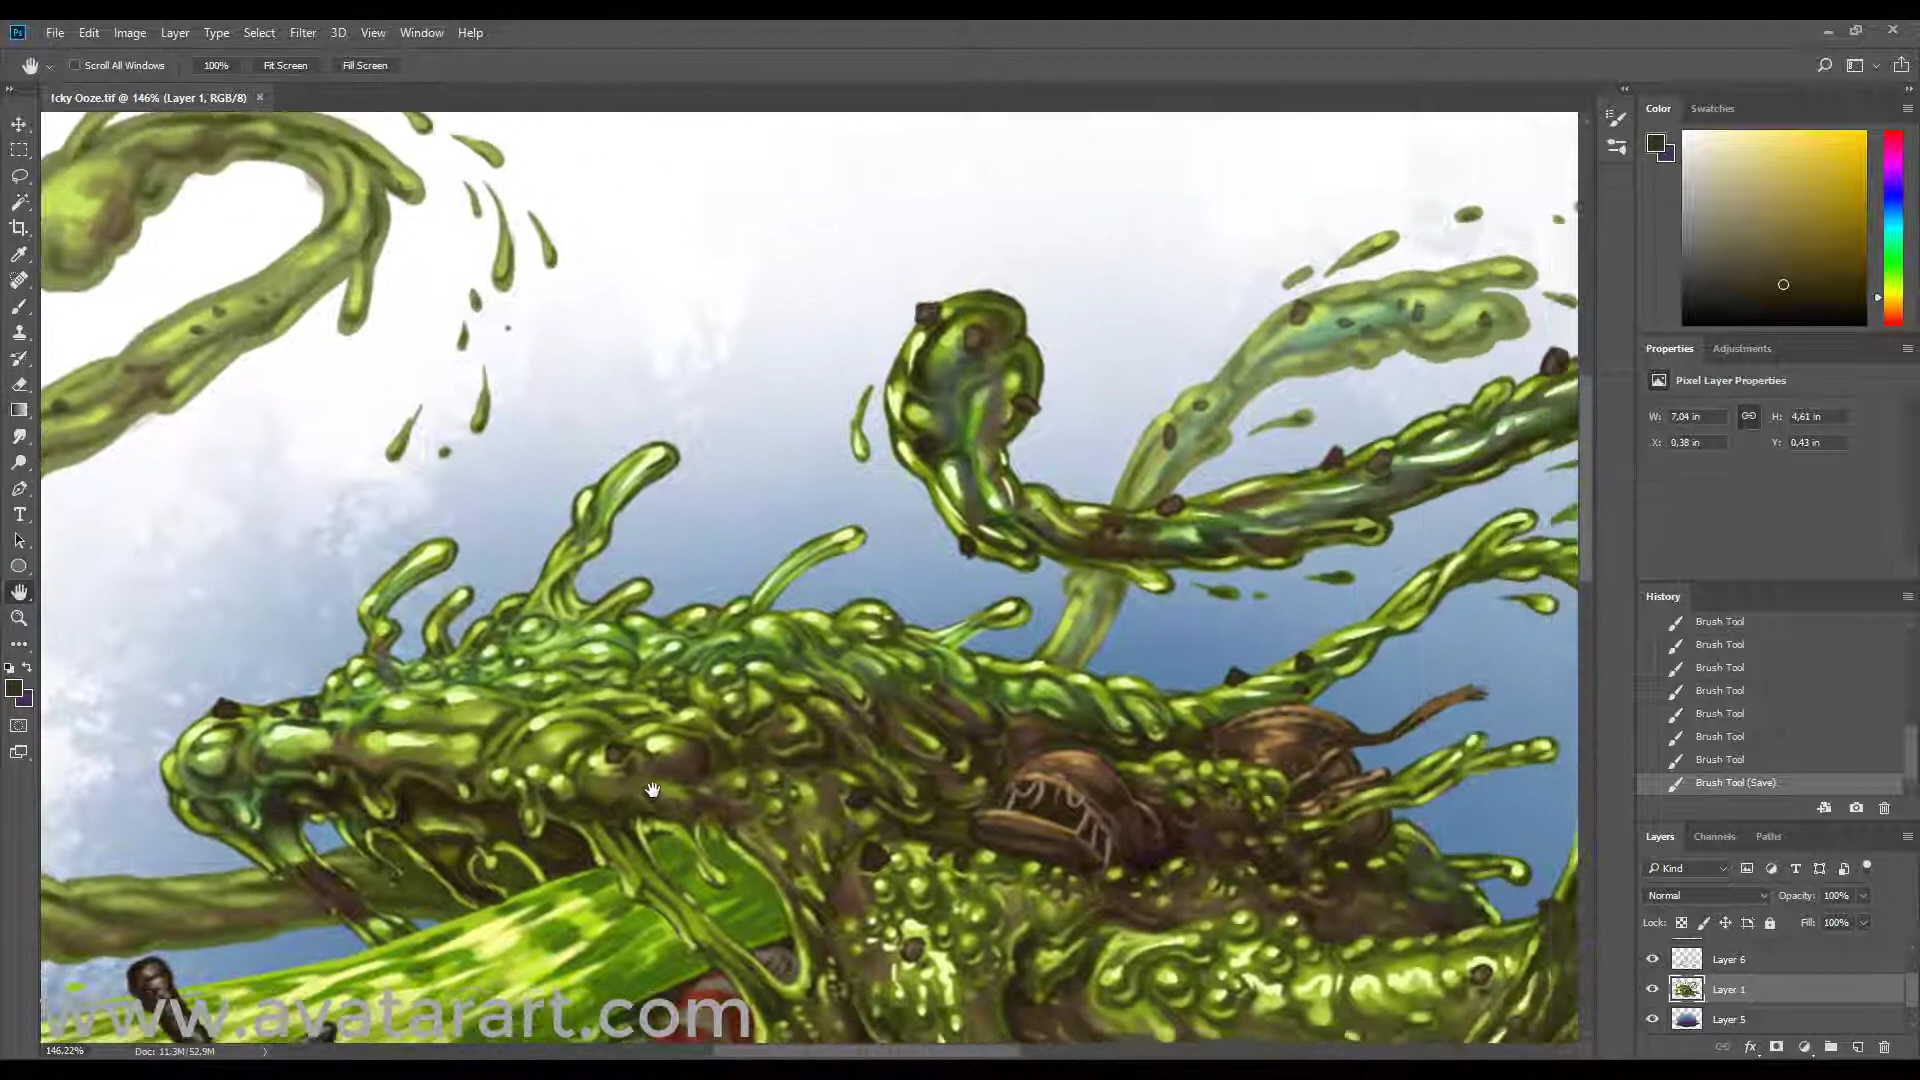 Ps File Edit Image Layer Type Select Filter 3D View Window Help
Scroll All Windows 100% Fit Screen Fill Screen
Icky Ooze.tif @ 146% (Layer 1, RGB/8) ×
Color Swatches
Properties Adjustments
Pixel Layer Properties
W: 7,04 in H: 4,61 in
X: 0,38 in Y: 0,43 in
History
Brush Tool
Brush Tool
Brush Tool
Brush Tool
Brush Tool
Brush Tool
Brush Tool
Brush Tool (Save)
Layers Channels Paths
Kind
Normal Opacity: 100%
Lock: Fill: 100%
Layer 6
Layer 1
Layer 5
www.avatarart.com
146,22% Doc: 11,3M/52,9M